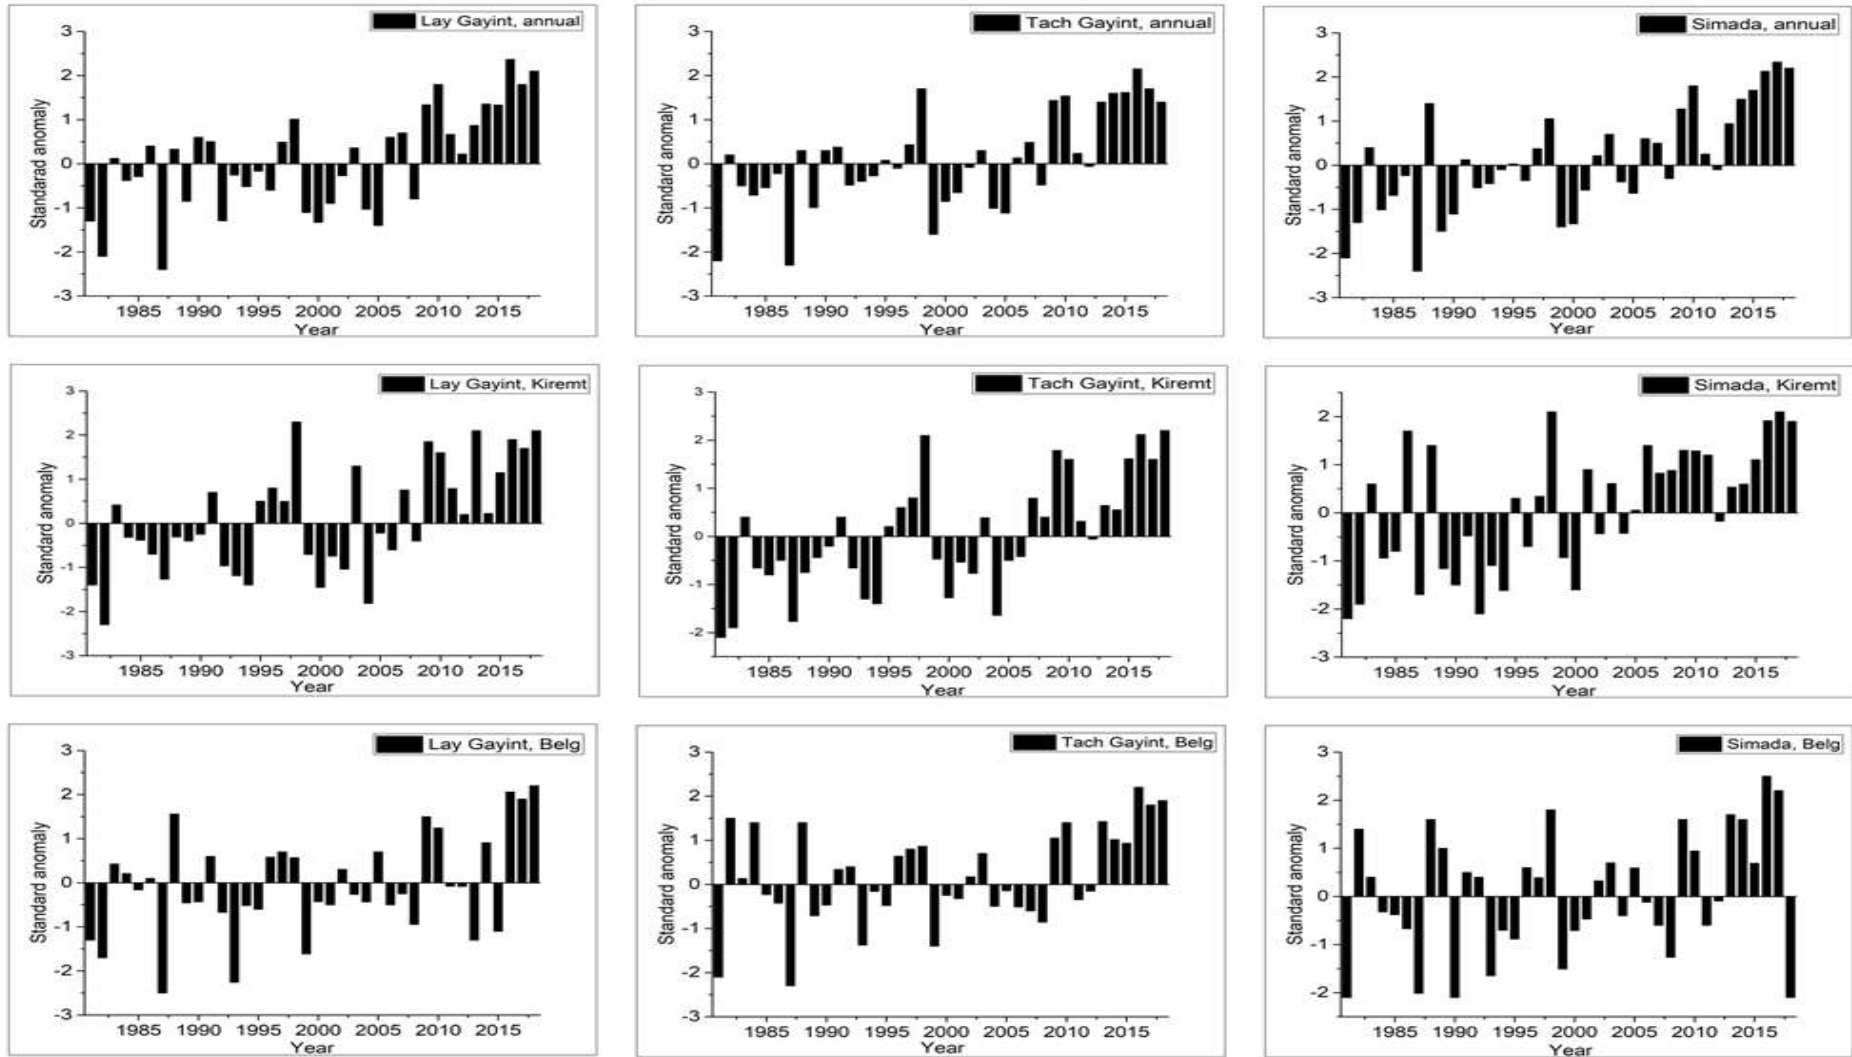 Lay Gayint, annual
3
2
1
0
-1
-2
-3
Standarad anomaly
1985 1990 1995 2000 2005 2010 2015
Year
Tach Gayint, annual
3
2
1
0
-1
-2
-3
Standard anomaly
1985 1990 1995 2000 2005 2010 2015
Year
Simada, annual
3
2
1
0
-1
-2
-3
Standard anomaly
1985 1990 1995 2000 2005 2010 2015
Year
Lay Gayint, Kiremt
3
2
1
0
-1
-2
-3
Standard anomaly
1985 1990 1995 2000 2005 2010 2015
Year
Tach Gayint, Kiremt
3
2
1
0
-1
-2
Standard anomaly
1985 1990 1995 2000 2005 2010 2015
Year
Simada, Kiremt
2
1
0
-1
-2
-3
Standard anomaly
1985 1990 1995 2000 2005 2010 2015
Year
Lay Gayint, Belg
3
2
1
0
-1
-2
-3
Standard anomaly
1985 1990 1995 2000 2005 2010 2015
Year
Tach Gayint, Belg
3
2
1
0
-1
-2
-3
Standard anomaly
1985 1990 1995 2000 2005 2010 2015
Year
Simada, Belg
3
2
1
0
-1
-2
Standard anomaly
1985 1990 1995 2000 2005 2010 2015
Year